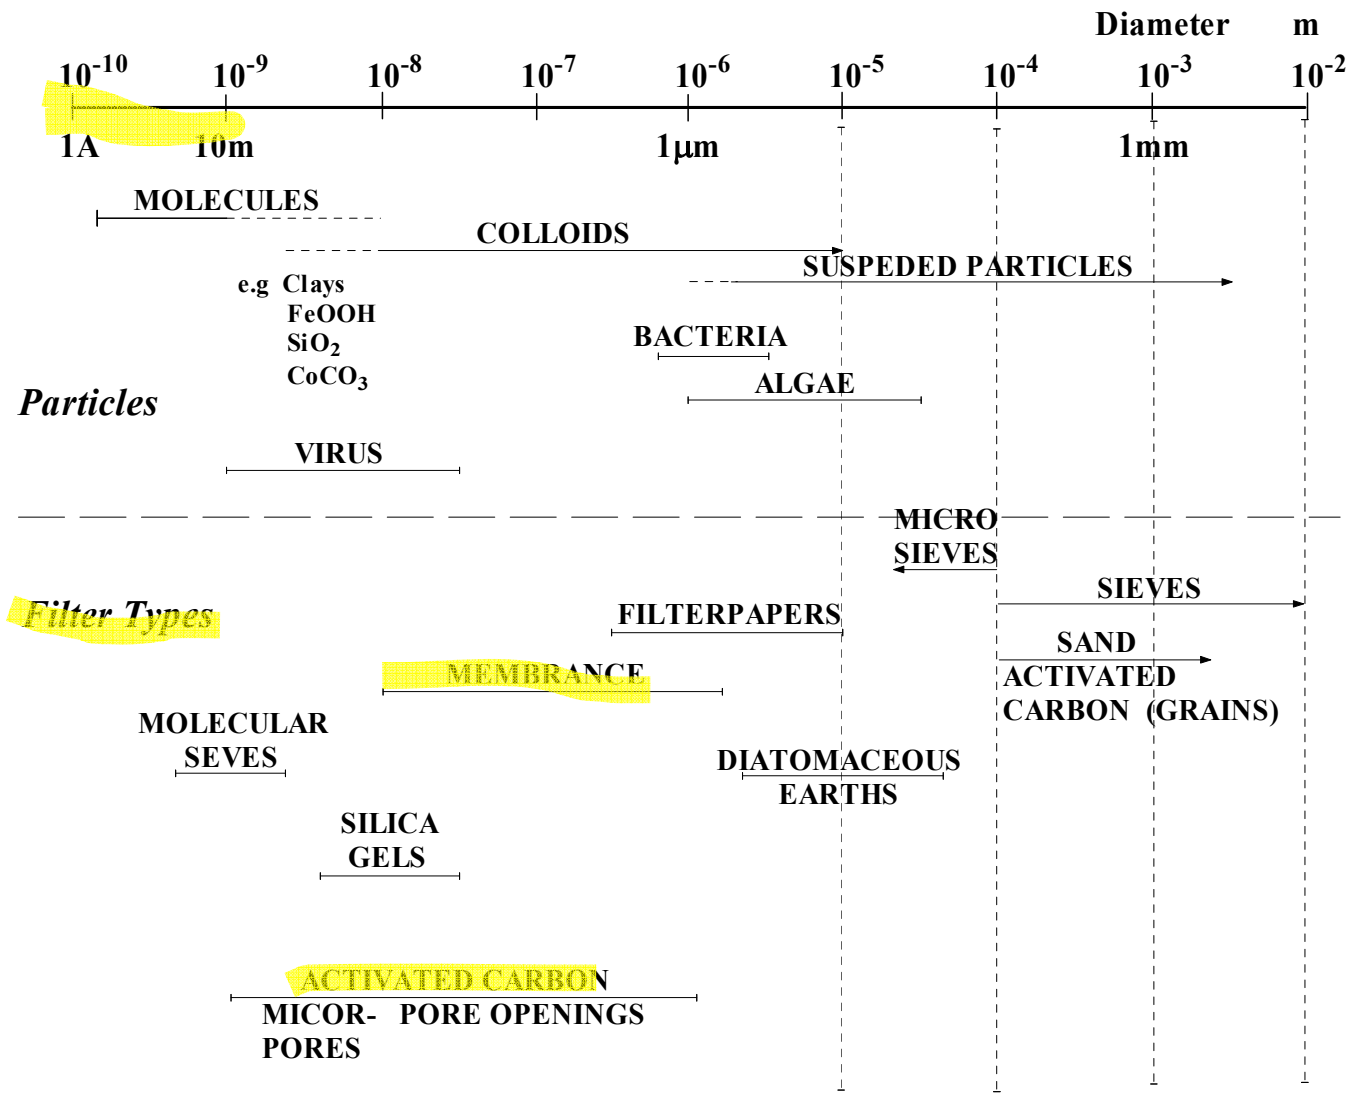 Diameter m
10-10 10-9 10-8 10-7 10-6 10-5 10-4 10-3 10-2
1A 10m 1μm 1mm
MOLECULES
COLLOIDS
SUSPEDED PARTICLES
e.g Clays
FeOOH
SiO2
CoCO3
BACTERIA
ALGAE
Particles
VIRUS
MICRO
SIEVES
SIEVES
Filter Types
FILTERPAPERS
SAND
ACTIVATED
CARBON (GRAINS)
MEMBRANCE
MOLECULAR
SEVES
DIATOMACEOUS
EARTHS
SILICA
GELS
ACTIVATED CARBON
MICOR- PORE OPENINGS
PORES